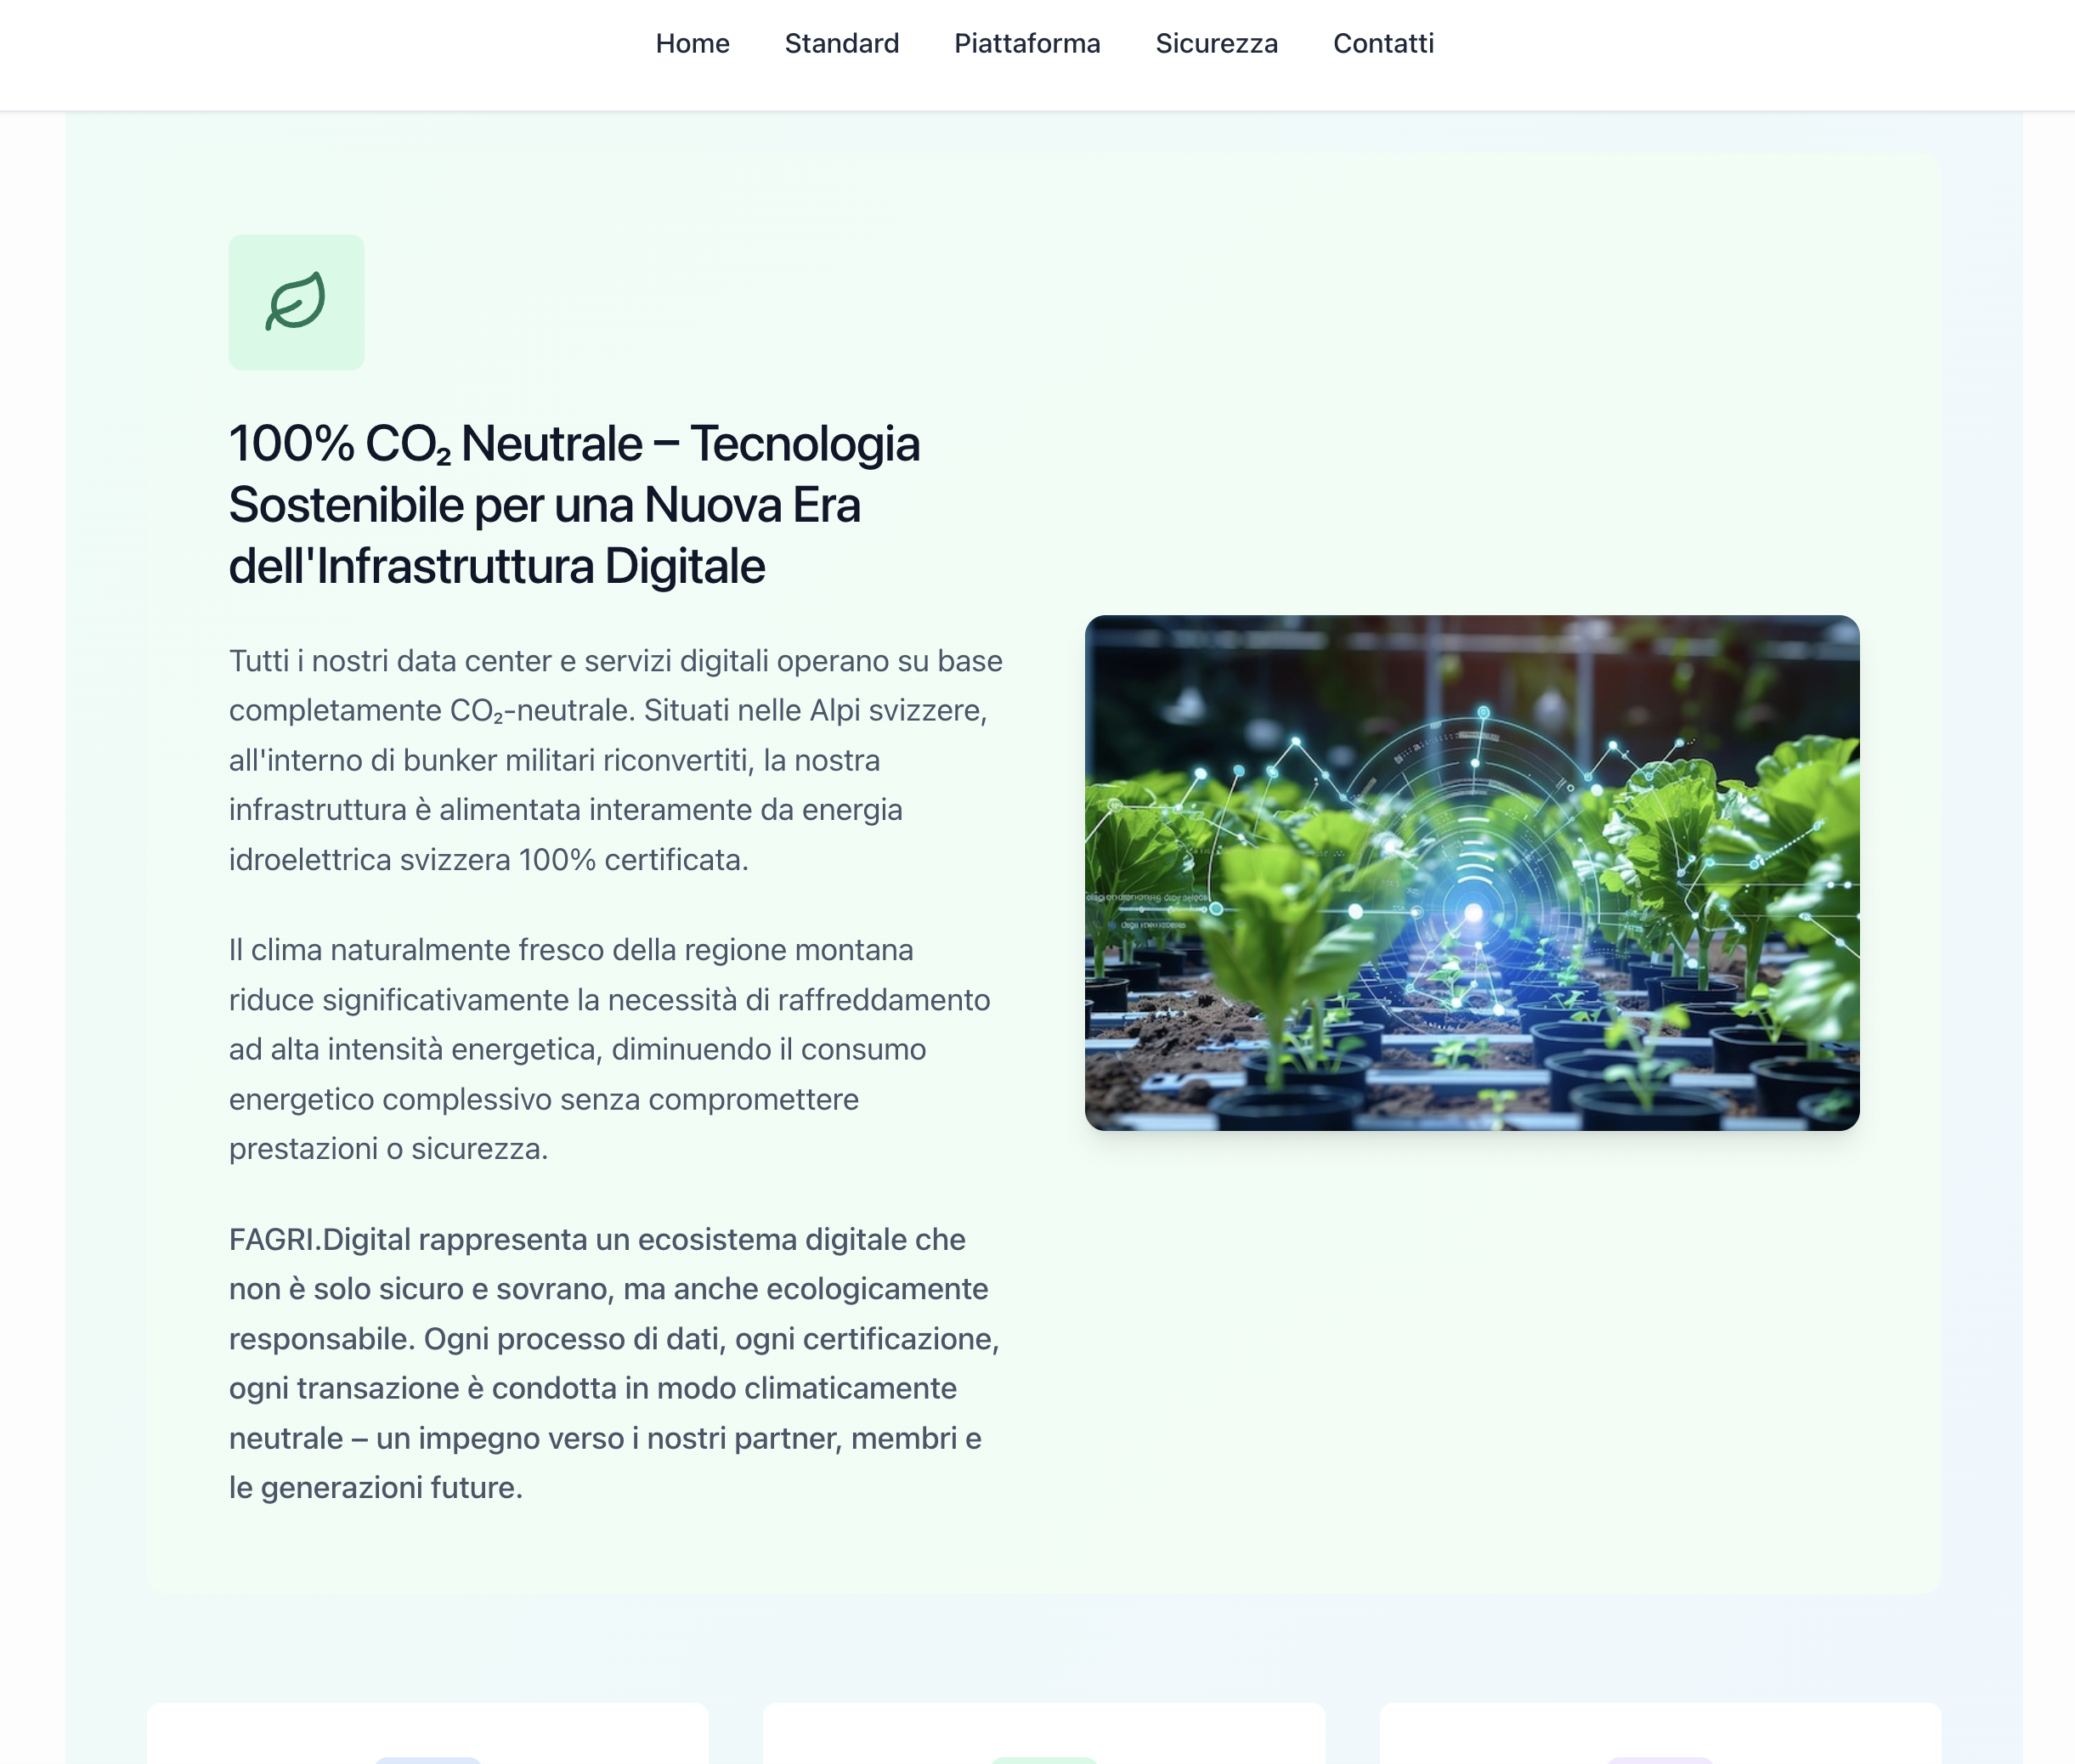 Home Standard Piattaforma Sicurezza Contatti
100% CO₂ Neutrale – Tecnologia
Sostenibile per una Nuova Era
dell'Infrastruttura Digitale
Tutti i nostri data center e servizi digitali operano su base
completamente CO₂-neutrale. Situati nelle Alpi svizzere,
all'interno di bunker militari riconvertiti, la nostra
infrastruttura è alimentata interamente da energia
idroelettrica svizzera 100% certificata.
Il clima naturalmente fresco della regione montana
riduce significativamente la necessità di raffreddamento
ad alta intensità energetica, diminuendo il consumo
energetico complessivo senza compromettere
prestazioni o sicurezza.
FAGRI.Digital rappresenta un ecosistema digitale che
non è solo sicuro e sovrano, ma anche ecologicamente
responsabile. Ogni processo di dati, ogni certificazione,
ogni transazione è condotta in modo climaticamente
neutrale – un impegno verso i nostri partner, membri e
le generazioni future.